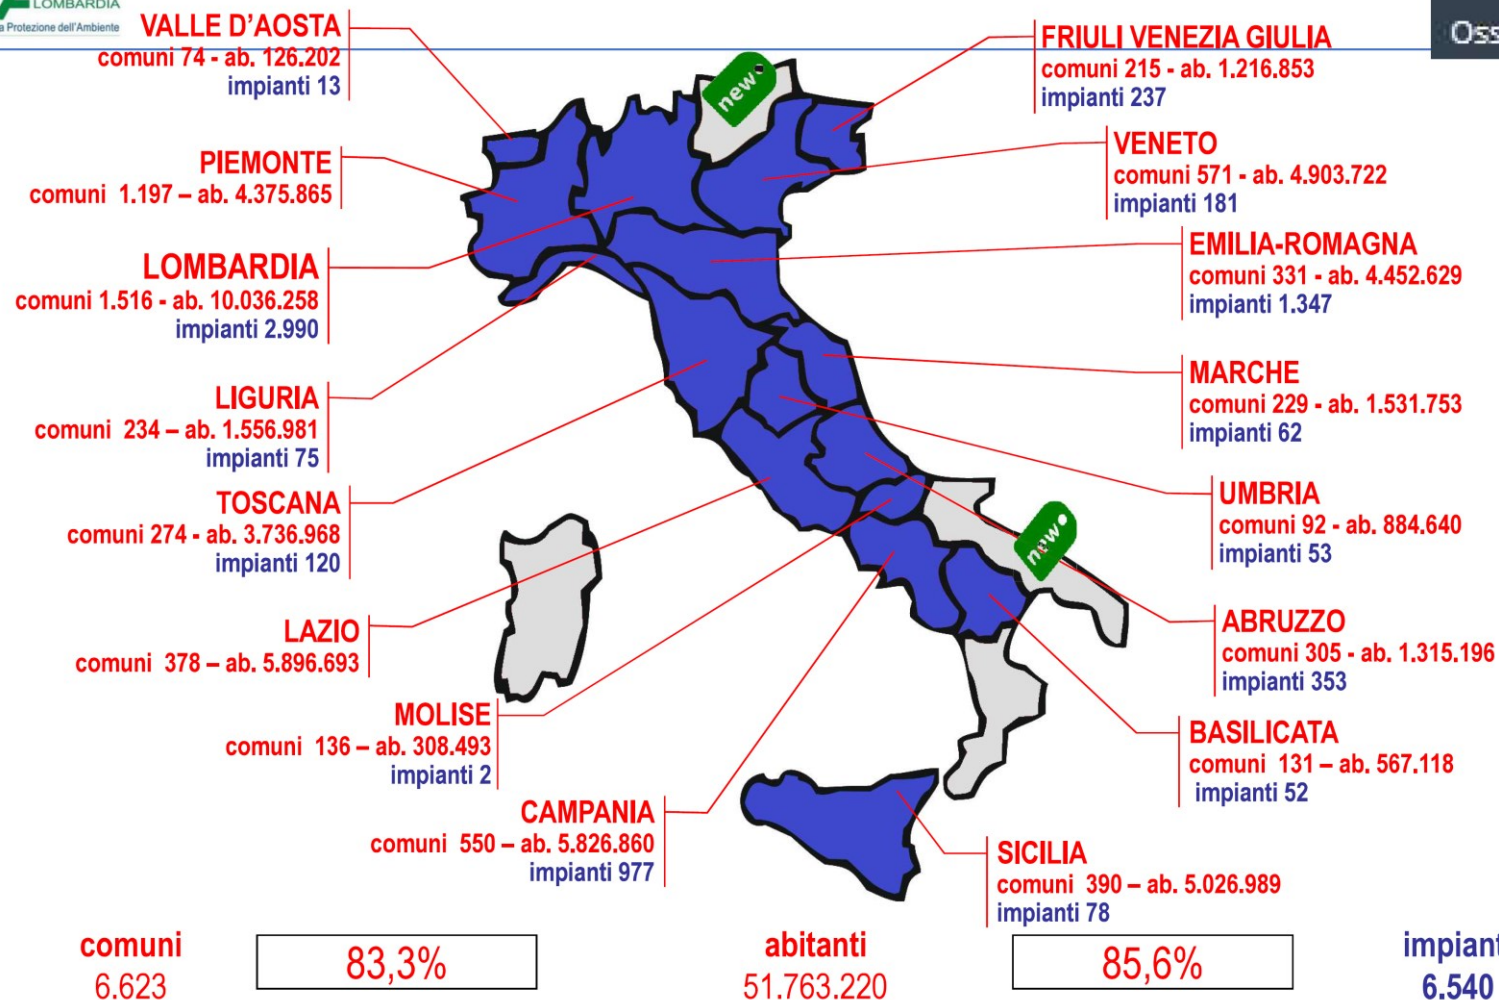 LOMBARDIA
a Protezione dell'Ambiente
Oss
VALLE D'AOSTA
comuni 74 - ab. 126.202
impianti 13
FRIULI VENEZIA GIULIA
comuni 215 - ab. 1.216.853
impianti 237
new
PIEMONTE
comuni 1.197 – ab. 4.375.865
VENETO
comuni 571 - ab. 4.903.722
impianti 181
LOMBARDIA
comuni 1.516 - ab. 10.036.258
impianti 2.990
EMILIA-ROMAGNA
comuni 331 - ab. 4.452.629
impianti 1.347
LIGURIA
comuni 234 – ab. 1.556.981
impianti 75
MARCHE
comuni 229 - ab. 1.531.753
impianti 62
TOSCANA
comuni 274 - ab. 3.736.968
impianti 120
UMBRIA
comuni 92 - ab. 884.640
impianti 53
new
LAZIO
comuni 378 – ab. 5.896.693
ABRUZZO
comuni 305 - ab. 1.315.196
impianti 353
MOLISE
comuni 136 – ab. 308.493
impianti 2
BASILICATA
comuni 131 – ab. 567.118
impianti 52
CAMPANIA
comuni 550 – ab. 5.826.860
impianti 977
SICILIA
comuni 390 – ab. 5.026.989
impianti 78
comuni
6.623
83,3%
abitanti
51.763.220
85,6%
impiant
6.540